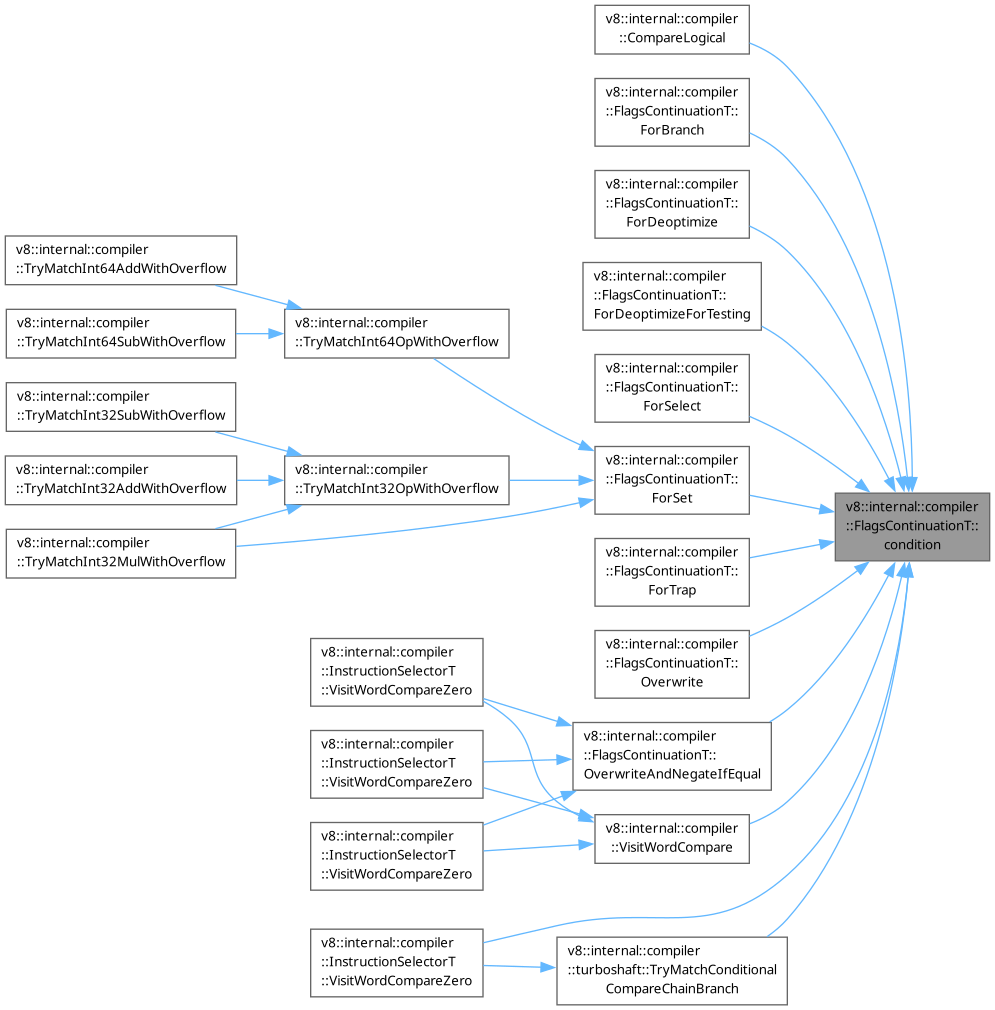 v8::internal::compiler
::CompareLogical
v8::internal::compiler
::FlagsContinuationT::
ForBranch
v8::internal::compiler
::FlagsContinuationT::
ForDeoptimize
v8::internal::compiler
::FlagsContinuationT::
ForDeoptimizeForTesting
v8::internal::compiler
::FlagsContinuationT::
ForSelect
v8::internal::compiler
::FlagsContinuationT::
ForSet
v8::internal::compiler
::FlagsContinuationT::
ForTrap
v8::internal::compiler
::FlagsContinuationT::
Overwrite
v8::internal::compiler
::FlagsContinuationT::
OverwriteAndNegateIfEqual
v8::internal::compiler
::VisitWordCompare
v8::internal::compiler
::turboshaft::TryMatchConditional
CompareChainBranch
v8::internal::compiler
::FlagsContinuationT::
condition
v8::internal::compiler
::TryMatchInt64OpWithOverflow
v8::internal::compiler
::TryMatchInt32OpWithOverflow
v8::internal::compiler
::TryMatchInt64AddWithOverflow
v8::internal::compiler
::TryMatchInt64SubWithOverflow
v8::internal::compiler
::TryMatchInt32SubWithOverflow
v8::internal::compiler
::TryMatchInt32AddWithOverflow
v8::internal::compiler
::TryMatchInt32MulWithOverflow
v8::internal::compiler
::InstructionSelectorT
::VisitWordCompareZero
v8::internal::compiler
::InstructionSelectorT
::VisitWordCompareZero
v8::internal::compiler
::InstructionSelectorT
::VisitWordCompareZero
v8::internal::compiler
::InstructionSelectorT
::VisitWordCompareZero